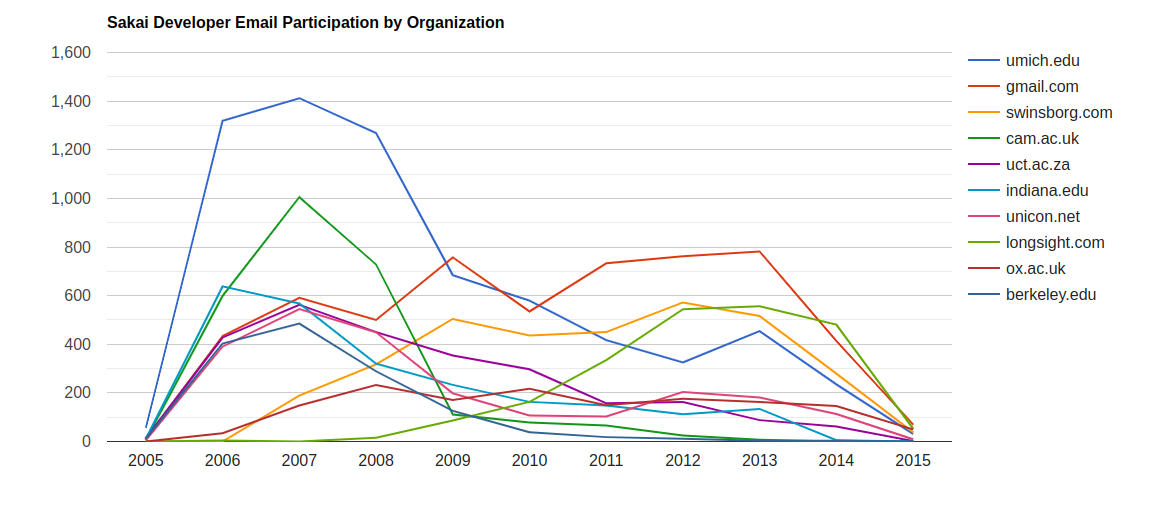 Sakai Developer Email Participation by Organization
1,600
1,400
1,200
1,000
800
600
400
200
0
2005 2006 2007 2008 2009 2010 2011 2012 2013 2014 2015
umich.edu
gmail.com
swinsborg.com
cam.ac.uk
uct.ac.za
indiana.edu
unicon.net
longsight.com
ox.ac.uk
berkeley.edu